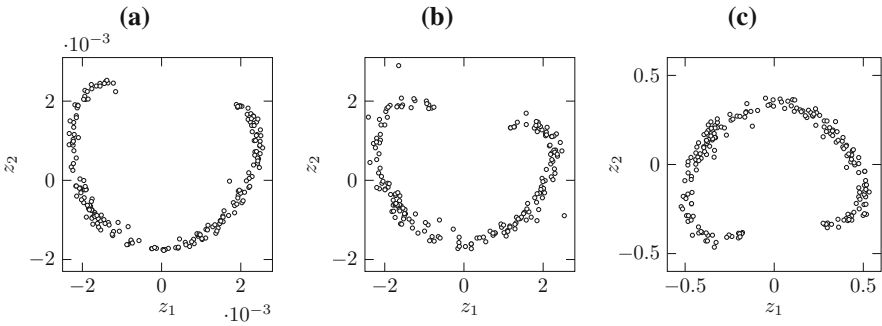 (a) (b) (c)
·10⁻³
z₂ 2 0 −2
−2 0 2
z₁ ·10⁻³
z₂ 2 0 −2
−2 0 2
z₁
z₂ 0.5 0 −0.5
−0.5 0 0.5
z₁